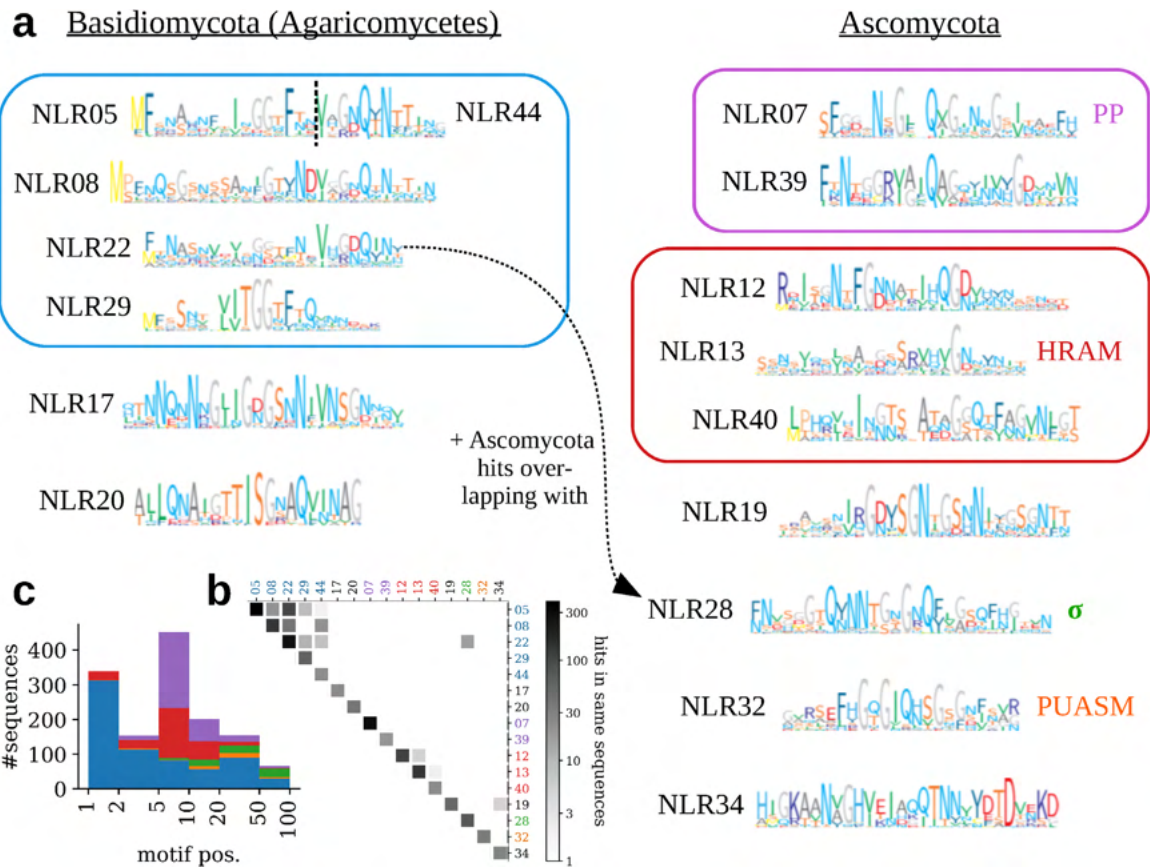 a Basidiomycota (Agaricomycetes) Ascomycota
NLR05 NLR44
NLR08
NLR22
NLR29
NLR17
NLR20
+ Ascomycota
hits over-
lapping with
NLR07 PP
NLR39
NLR12
NLR13 HRAM
NLR40
NLR19
NLR28 σ
NLR32 PUASM
NLR34
c
#sequences
400
300
200
100
0
1 2 5 10 20 50 100
motif pos.
b
05 08 22 29 44 17 20 07 39 12 13 40 19 28 32 34
05
08
22
29
44
17
20
07
39
12
13
40
19
28
32
34
300
100
30
10
3
1
hits in same sequences